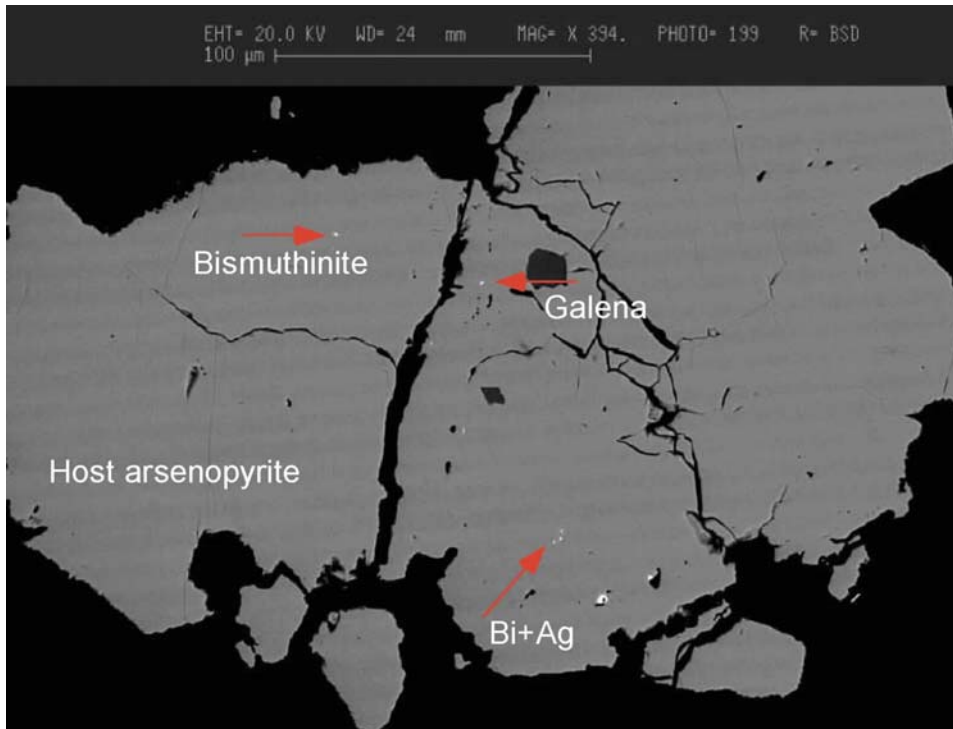 EHT= 20.0 KV WD= 24 mm MAG= X 394. PHOTO= 199 R= BSD
100 µm
Bismuthinite
Galena
Host arsenopyrite
Bi+Ag